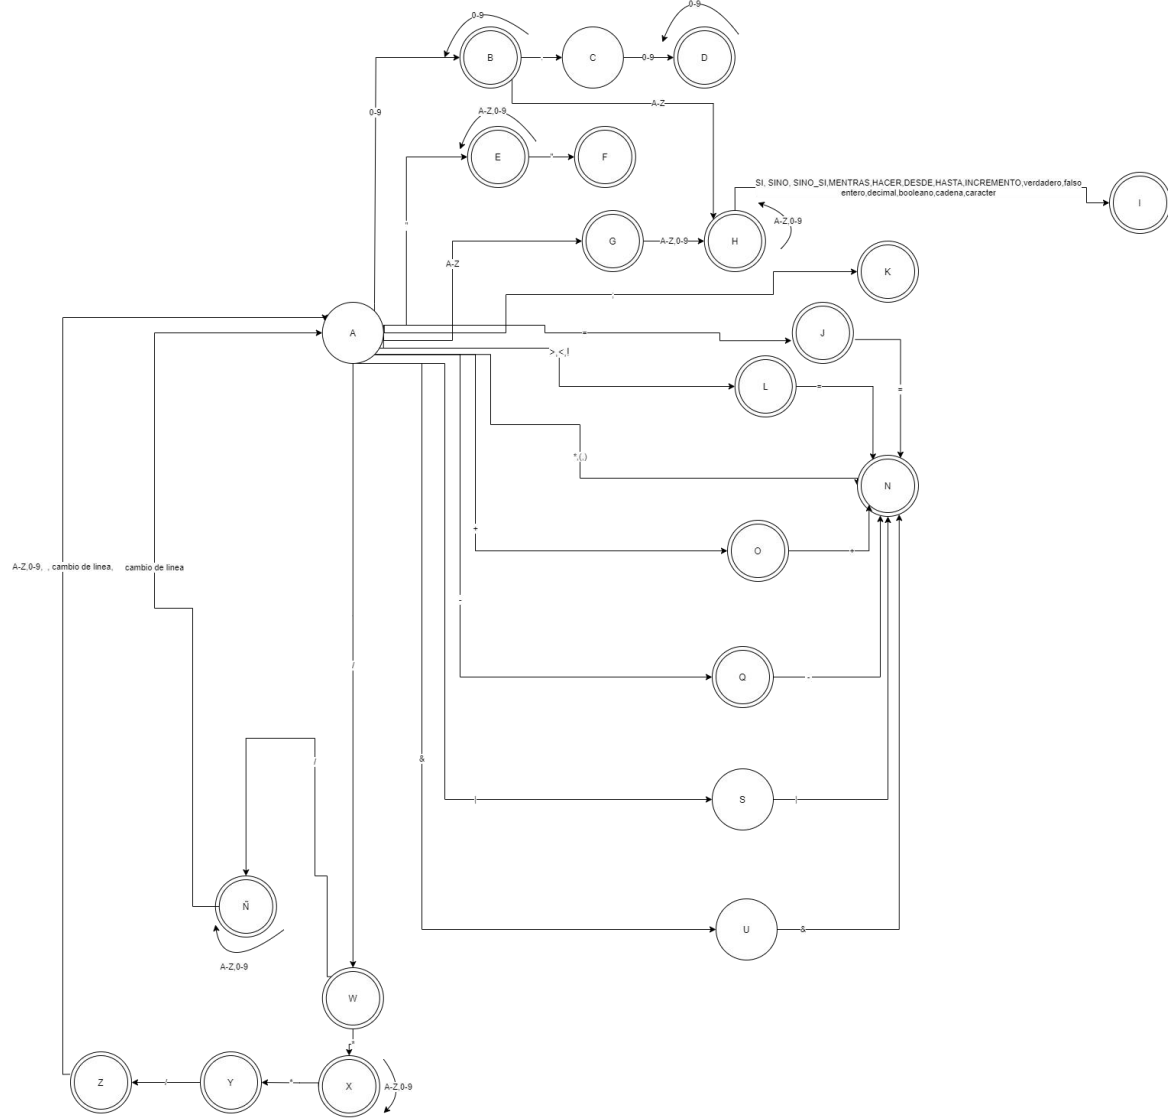 0-9
0-9
B
.
C
0-9
D
0-9
A-Z
A-Z,0-9
E
"
F
"
SI, SINO, SINO_SI,MENTRAS,HACER,DESDE,HASTA,INCREMENTO,verdadero,falso
entero,decimal,booleano,cadena,caracter
I
G
A-Z,0-9
H
A-Z,0-9
A-Z
K
A
=
J
>,<,!
L
=
=
*,(,)
N
+
O
+
A-Z,0-9, , cambio de linea,
cambio de linea
-
Q
-
/
/
&
|
S
|
Ñ
U
&
A-Z,0-9
W
X
A-Z,0-9
*
Y
/
Z